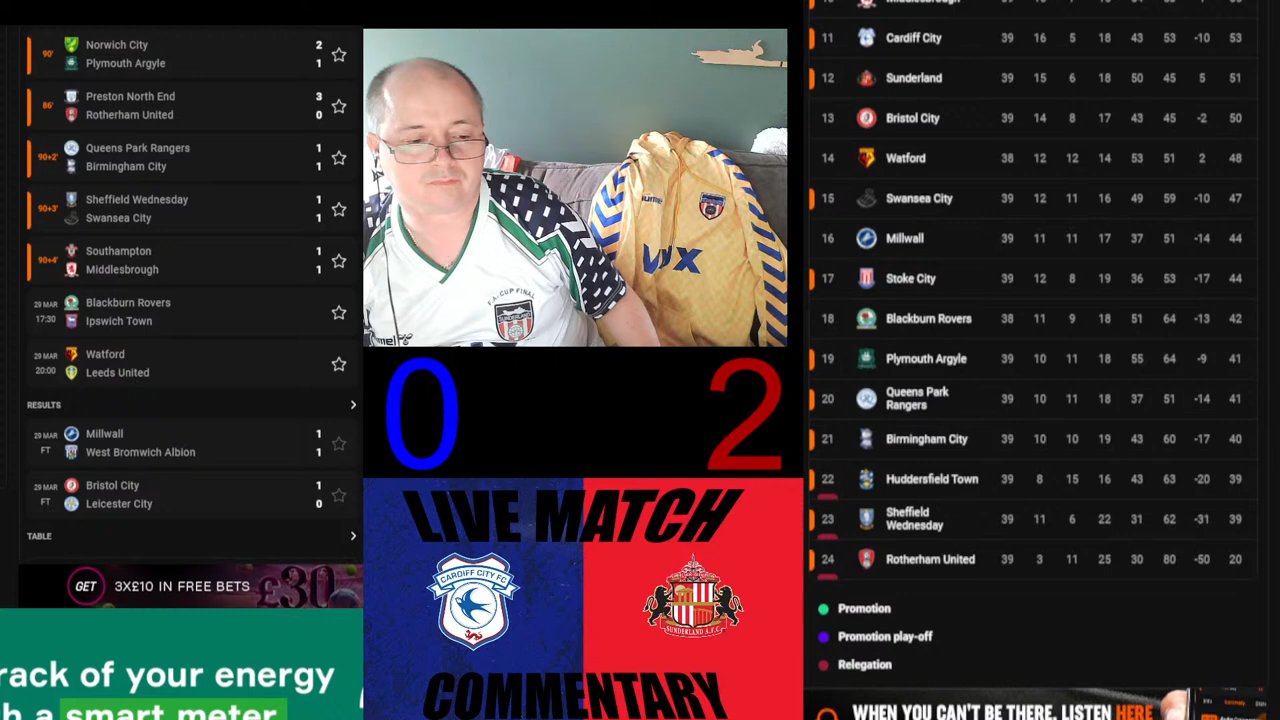 Norwich City 2
90'
Plymouth Argyle 1
Preston North End 3
86'
Rotherham United 0
Queens Park Rangers 1
90+2'
Birmingham City 1
Sheffield Wednesday 1
90+3'
Swansea City 1
Southampton 1
90+4'
Middlesbrough 1
29 MAR Blackburn Rovers
17:30 Ipswich Town
29 MAR Watford
20:00 Leeds United
RESULTS
29 MAR Millwall 1
FT West Bromwich Albion 1
29 MAR Bristol City 1
FT Leicester City 0
TABLE
GET 3X£10 IN FREE BETS £30
rack of your energy
h a smart meter
F.A. CUP FINAL
SUNDERLAND
hummel
0 2
LIVE MATCH
CARDIFF CITY FC
SUNDERLAND A.F.C.
COMMENTARY
11 Cardiff City 39 16 5 18 43 53 -10 53
12 Sunderland 39 15 6 18 50 45 5 51
13 Bristol City 39 14 8 17 43 45 -2 50
14 Watford 38 12 12 14 53 51 2 48
15 Swansea City 39 12 11 16 49 59 -10 47
16 Millwall 39 11 11 17 37 51 -14 44
17 Stoke City 39 12 8 19 36 53 -17 44
18 Blackburn Rovers 38 11 9 18 51 64 -13 42
19 Plymouth Argyle 39 10 11 18 55 64 -9 41
20 Queens Park Rangers 39 10 11 18 37 51 -14 41
21 Birmingham City 39 10 10 19 43 60 -17 40
22 Huddersfield Town 39 8 15 16 43 63 -20 39
23 Sheffield Wednesday 39 11 6 22 31 62 -31 39
24 Rotherham United 39 3 11 25 30 80 -50 20
Promotion
Promotion play-off
Relegation
WHEN YOU CAN'T BE THERE, LISTEN HERE